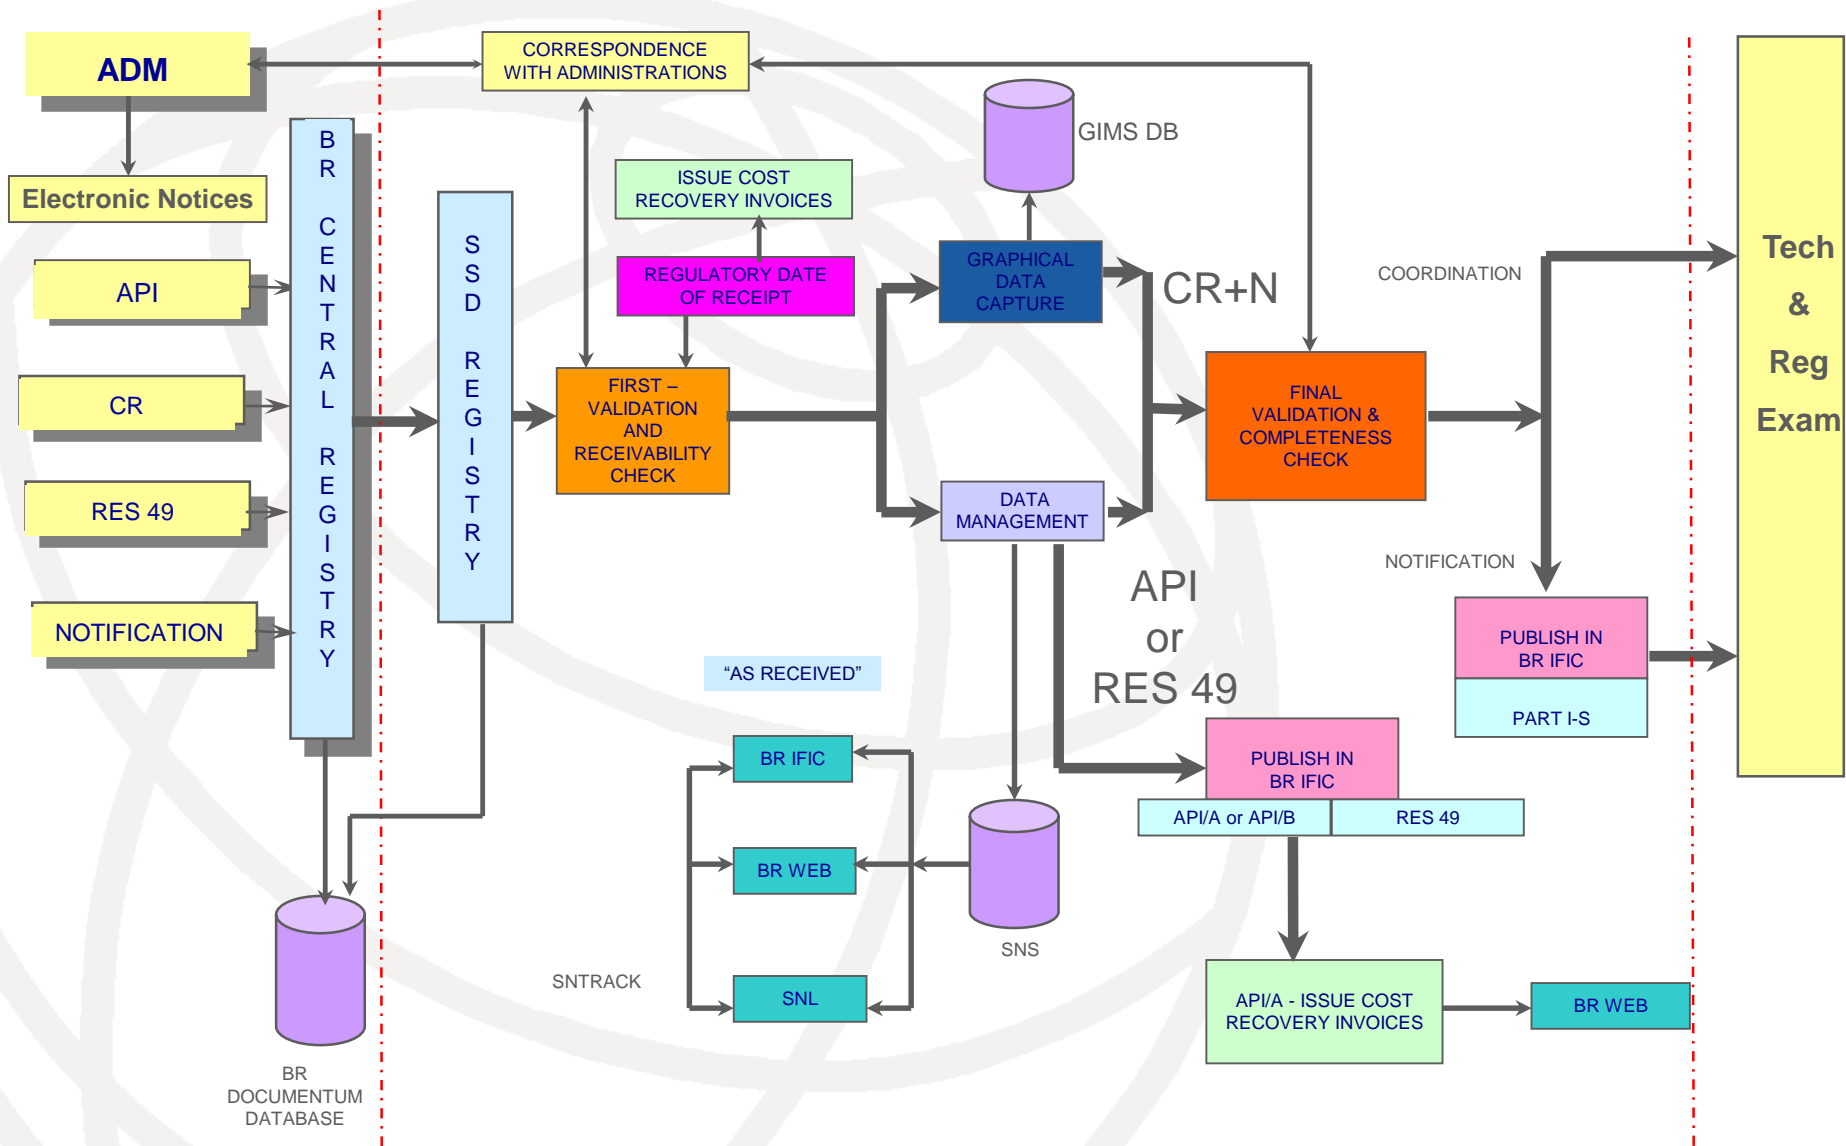 ADM
Electronic Notices
API
CR
RES 49
NOTIFICATION
BR CENTRAL REGISTRY
BR
DOCUMENTUM
DATABASE
SSD REGISTRY
CORRESPONDENCE
WITH ADMINISTRATIONS
ISSUE COST
RECOVERY INVOICES
REGULATORY DATE
OF RECEIPT
FIRST –
VALIDATION
AND
RECEIVABILITY
CHECK
GIMS DB
GRAPHICAL
DATA
CAPTURE
CR+N
DATA
MANAGEMENT
API
or
RES 49
FINAL
VALIDATION &
COMPLETENESS
CHECK
COORDINATION
NOTIFICATION
PUBLISH IN
BR IFIC
PART I-S
Tech
&
Reg
Exam
“AS RECEIVED”
BR IFIC
BR WEB
SNL
SNTRACK
SNS
PUBLISH IN
BR IFIC
API/A or API/B
RES 49
API/A - ISSUE COST
RECOVERY INVOICES
BR WEB